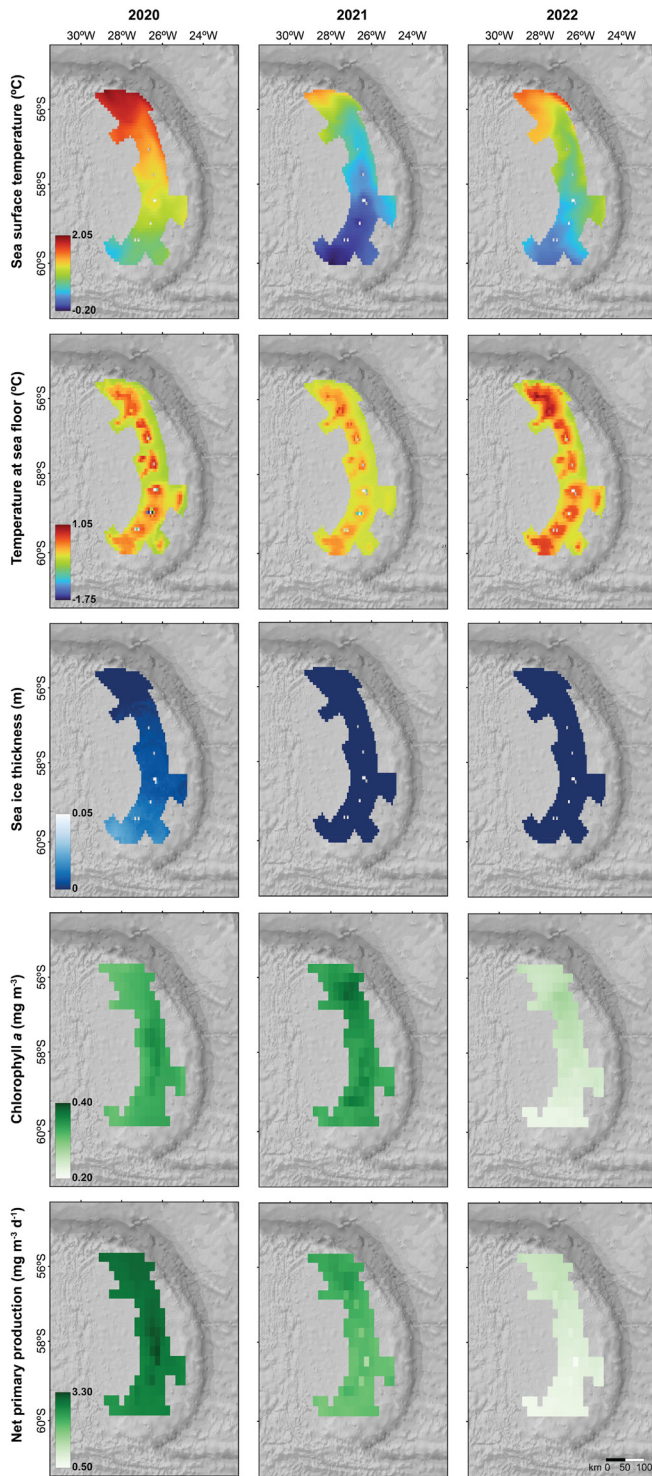 2020
2021
2022
30ºW 28ºW 26ºW 24ºW
30ºW 28ºW 26ºW 24ºW
30ºW 28ºW 26ºW 24ºW
Sea surface temperature (ºC)
56ºS
58ºS
60ºS
2.05
-0.20
Temperature at sea floor (ºC)
56ºS
58ºS
60ºS
1.05
-1.75
Sea ice thickness (m)
56ºS
58ºS
60ºS
0.05
0
Chlorophyll a (mg m⁻³)
56ºS
58ºS
60ºS
0.40
0.20
Net primary production (mg m⁻³ d⁻¹)
56ºS
58ºS
60ºS
3.30
0.50
km 0 50 100